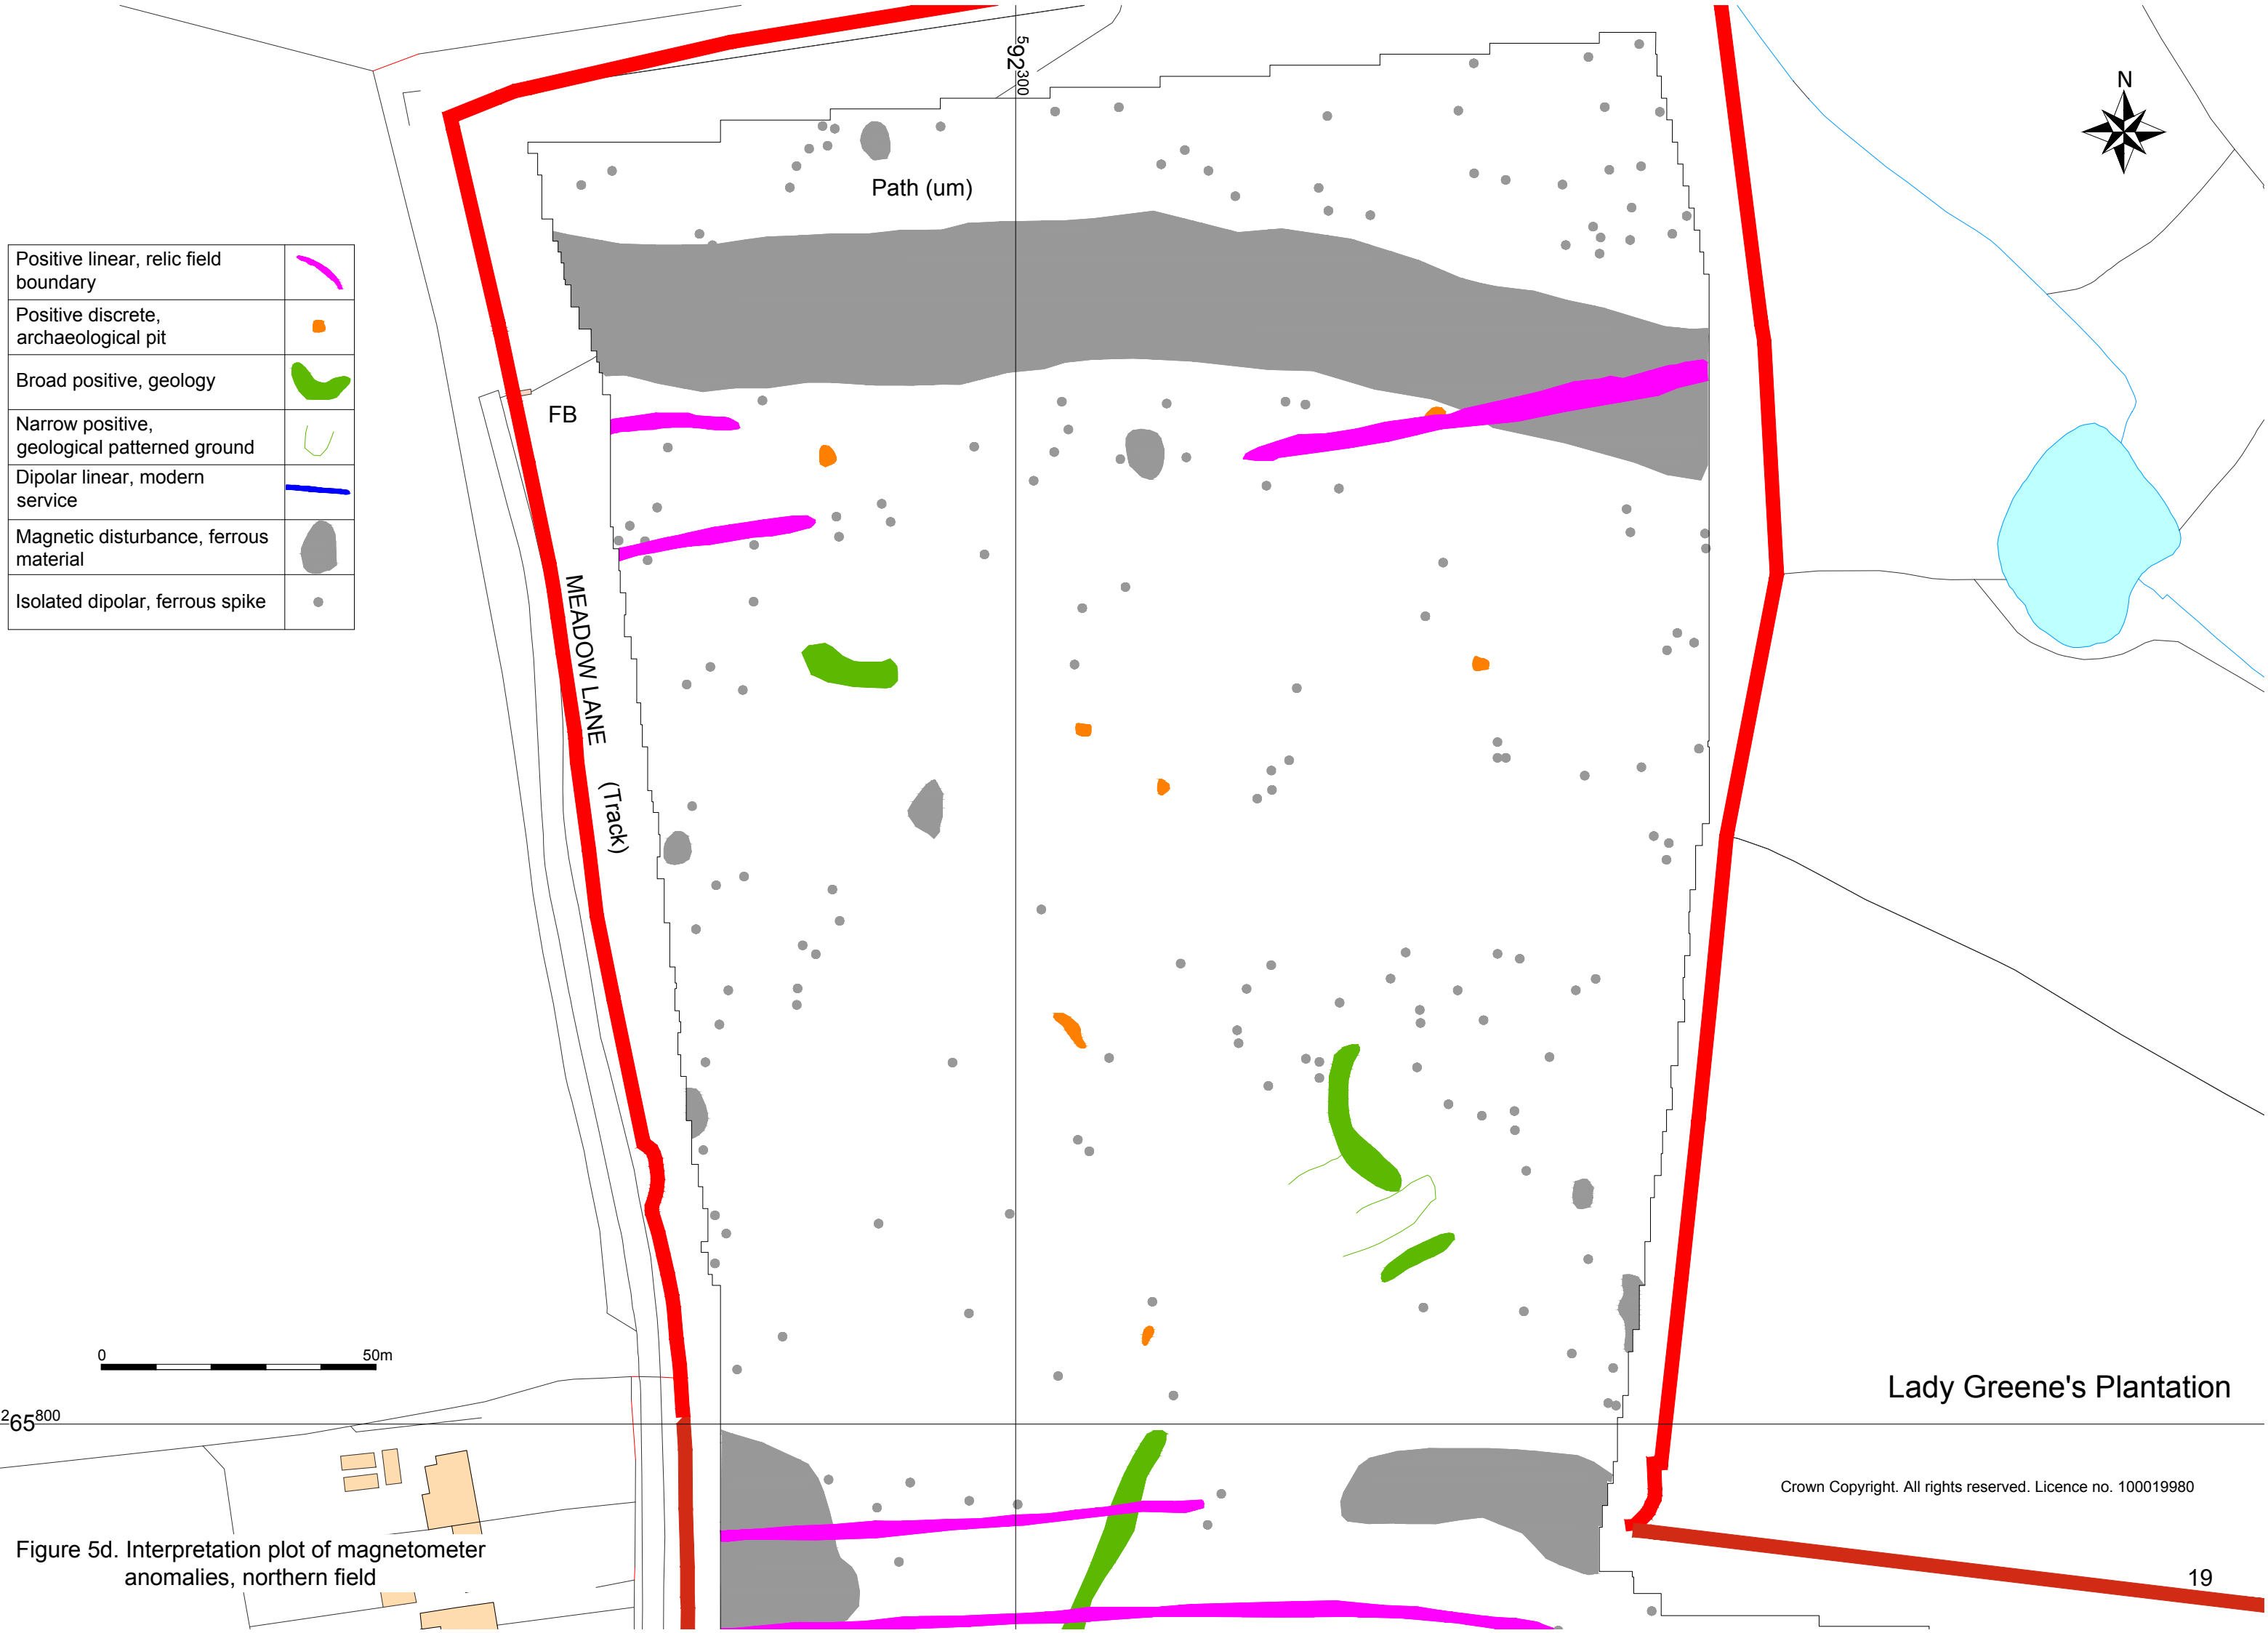 5
92300
N
Path (um)
Positive linear, relic field
boundary
Positive discrete,
archaeological pit
Broad positive, geology
Narrow positive,
geological patterned ground
Dipolar linear, modern
service
Magnetic disturbance, ferrous
material
Isolated dipolar, ferrous spike
FB
MEADOW LANE
(Track)
0 50m
Lady Greene's Plantation
265800
Crown Copyright. All rights reserved. Licence no. 100019980
Figure 5d. Interpretation plot of magnetometer
anomalies, northern field
19